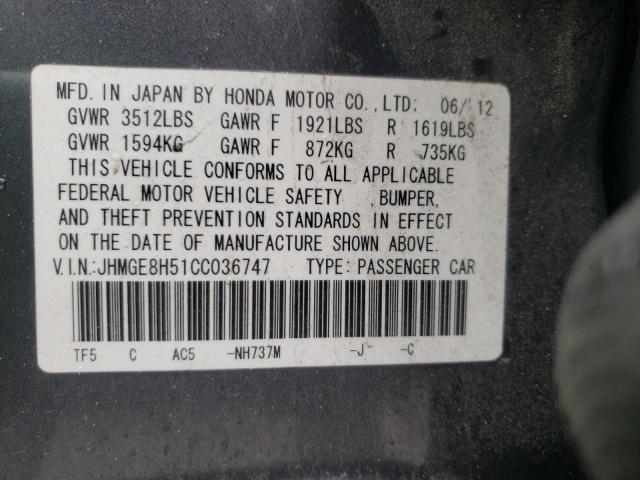 MFD. IN JAPAN BY HONDA MOTOR CO.,LTD. 06/12
GVWR 3512LBS GAWR F 1921LBS R 1619LBS
GVWR 1594KG GAWR F 872KG R 735KG
THIS VEHICLE CONFORMS TO ALL APPLICABLE
FEDERAL MOTOR VEHICLE SAFETY ,BUMPER,
AND THEFT PREVENTION STANDARDS IN EFFECT
ON THE DATE OF MANUFACTURE SHOWN ABOVE.
V.I.N.:JHMGE8H51CC036747 TYPE: PASSENGER CAR
TF5 C AC5 -NH737M -J -C